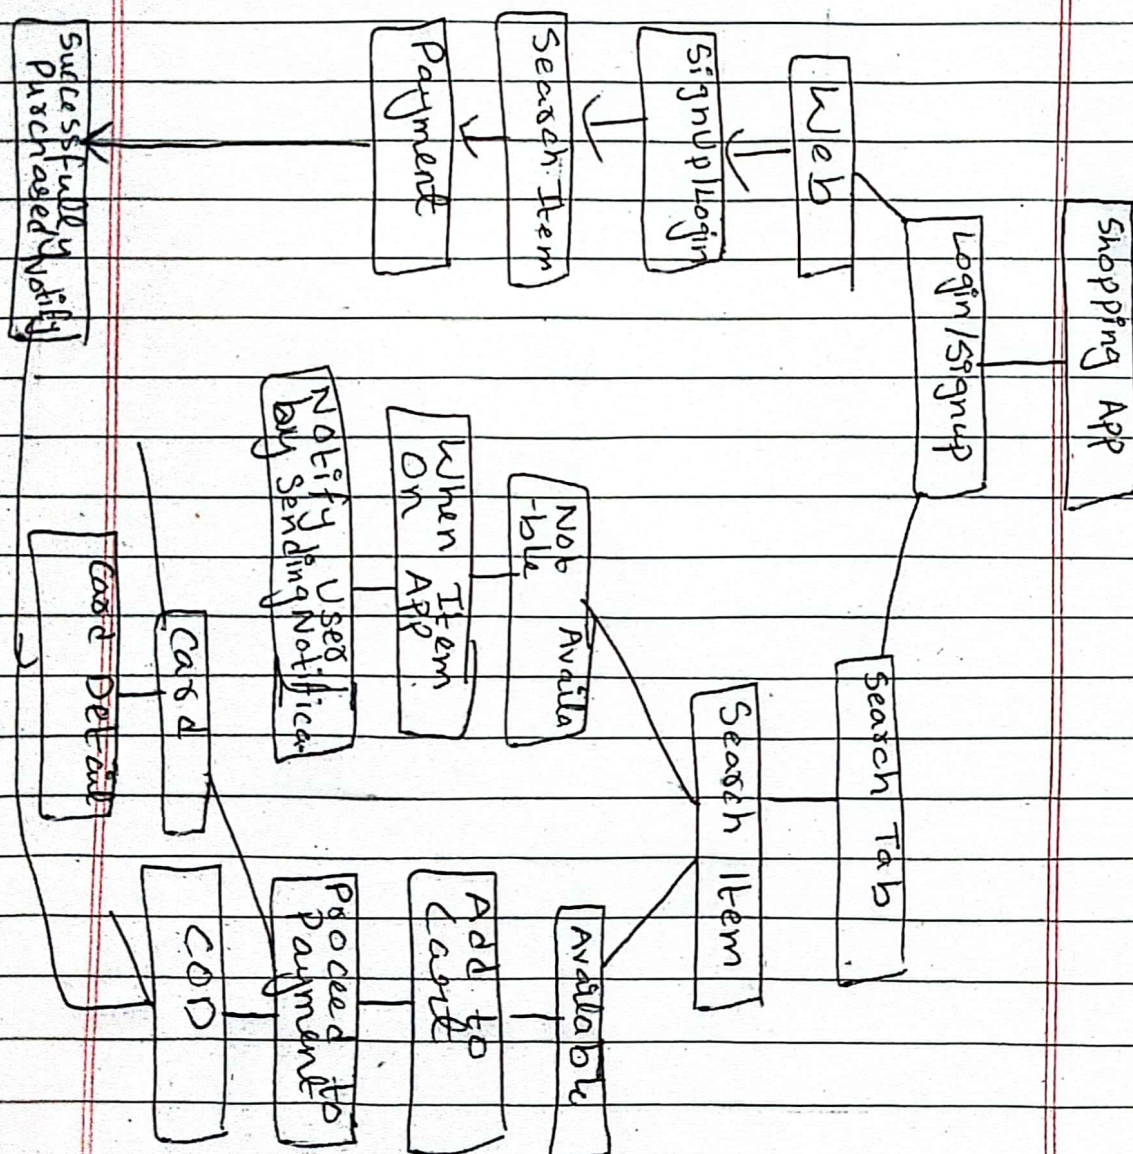 Shopping App
Login/Signup
Web
Search Tab
Signup/Login
Search Item
Search Item
Not Availa
-ble
Available
Payment
When Item
On App
Add to
Cart
Notify User
by Sending Notifica
Proceed to
Payment
Card
COD
Card Detail
Successfully
Purchased Notify